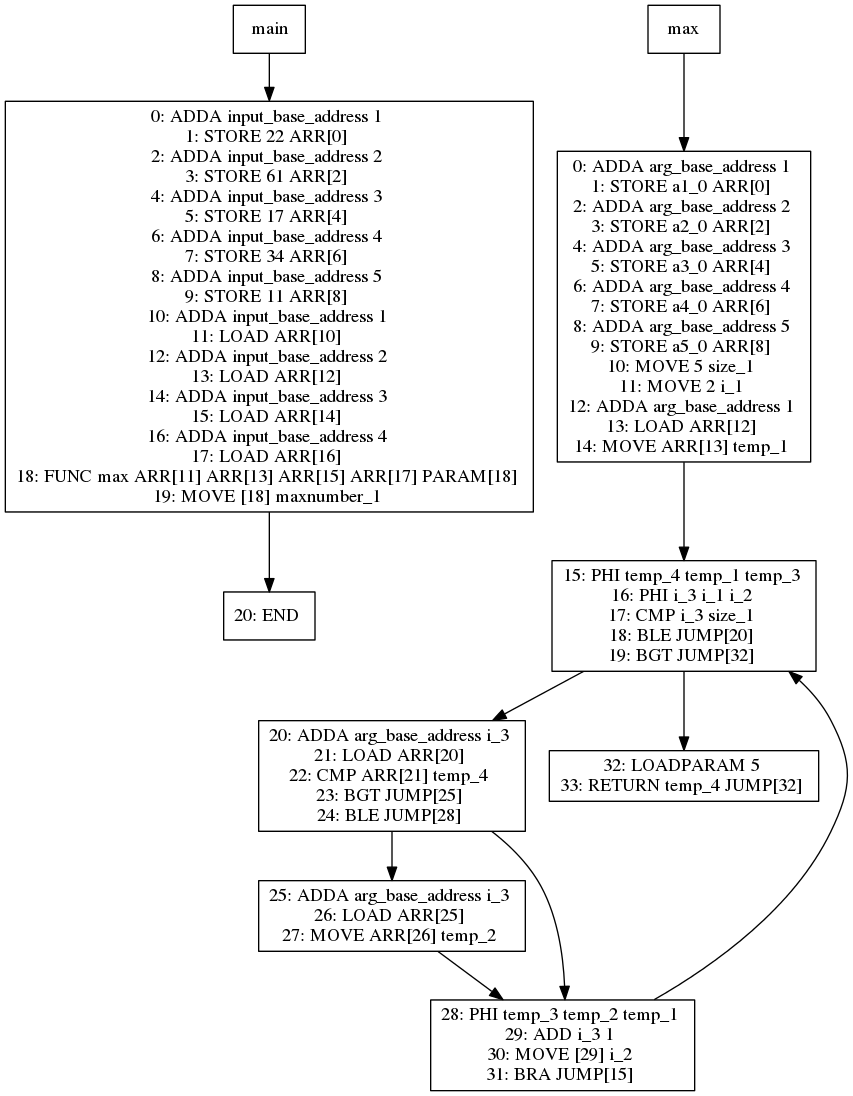 main
0: ADDA input_base_address 1
1: STORE 22 ARR[0]
2: ADDA input_base_address 2
3: STORE 61 ARR[2]
4: ADDA input_base_address 3
5: STORE 17 ARR[4]
6: ADDA input_base_address 4
7: STORE 34 ARR[6]
8: ADDA input_base_address 5
9: STORE 11 ARR[8]
10: ADDA input_base_address 1
11: LOAD ARR[10]
12: ADDA input_base_address 2
13: LOAD ARR[12]
14: ADDA input_base_address 3
15: LOAD ARR[14]
16: ADDA input_base_address 4
17: LOAD ARR[16]
18: FUNC max ARR[11] ARR[13] ARR[15] ARR[17] PARAM[18]
19: MOVE [18] maxnumber_1
20: END
max
0: ADDA arg_base_address 1
1: STORE a1_0 ARR[0]
2: ADDA arg_base_address 2
3: STORE a2_0 ARR[2]
4: ADDA arg_base_address 3
5: STORE a3_0 ARR[4]
6: ADDA arg_base_address 4
7: STORE a4_0 ARR[6]
8: ADDA arg_base_address 5
9: STORE a5_0 ARR[8]
10: MOVE 5 size_1
11: MOVE 2 i_1
12: ADDA arg_base_address 1
13: LOAD ARR[12]
14: MOVE ARR[13] temp_1
15: PHI temp_4 temp_1 temp_3
16: PHI i_3 i_1 i_2
17: CMP i_3 size_1
18: BLE JUMP[20]
19: BGT JUMP[32]
20: ADDA arg_base_address i_3
21: LOAD ARR[20]
22: CMP ARR[21] temp_4
23: BGT JUMP[25]
24: BLE JUMP[28]
32: LOADPARAM 5
33: RETURN temp_4 JUMP[32]
25: ADDA arg_base_address i_3
26: LOAD ARR[25]
27: MOVE ARR[26] temp_2
28: PHI temp_3 temp_2 temp_1
29: ADD i_3 1
30: MOVE [29] i_2
31: BRA JUMP[15]